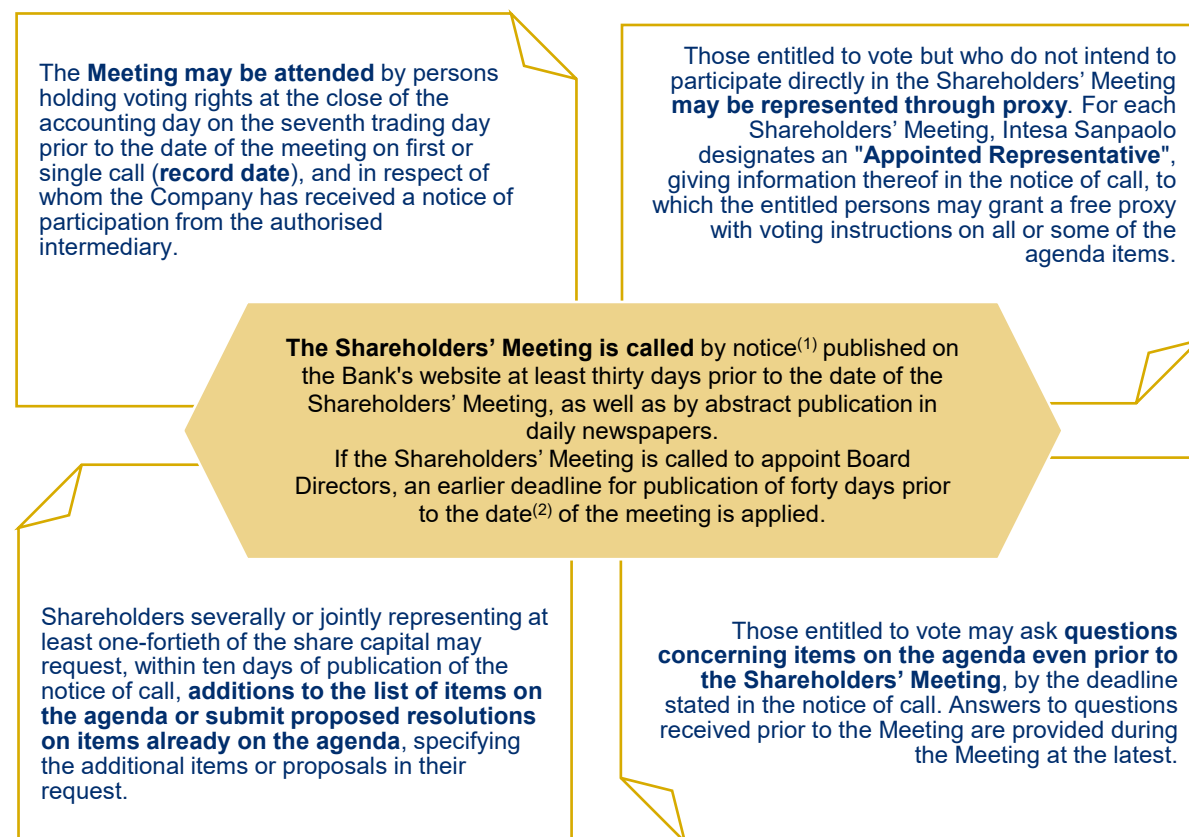 The Meeting may be attended by persons
holding voting rights at the close of the
accounting day on the seventh trading day
prior to the date of the meeting on first or
single call (record date), and in respect of
whom the Company has received a notice of
participation from the authorised
intermediary.
Those entitled to vote but who do not intend to
participate directly in the Shareholders’ Meeting
may be represented through proxy. For each
Shareholders’ Meeting, Intesa Sanpaolo
designates an "Appointed Representative",
giving information thereof in the notice of call, to
which the entitled persons may grant a free proxy
with voting instructions on all or some of the
agenda items.
The Shareholders’ Meeting is called by notice(1) published on
the Bank's website at least thirty days prior to the date of the
Shareholders’ Meeting, as well as by abstract publication in
daily newspapers.
If the Shareholders’ Meeting is called to appoint Board
Directors, an earlier deadline for publication of forty days prior
to the date(2) of the meeting is applied.
Shareholders severally or jointly representing at
least one-fortieth of the share capital may
request, within ten days of publication of the
notice of call, additions to the list of items on
the agenda or submit proposed resolutions
on items already on the agenda, specifying
the additional items or proposals in their
request.
Those entitled to vote may ask questions
concerning items on the agenda even prior to
the Shareholders’ Meeting, by the deadline
stated in the notice of call. Answers to questions
received prior to the Meeting are provided during
the Meeting at the latest.